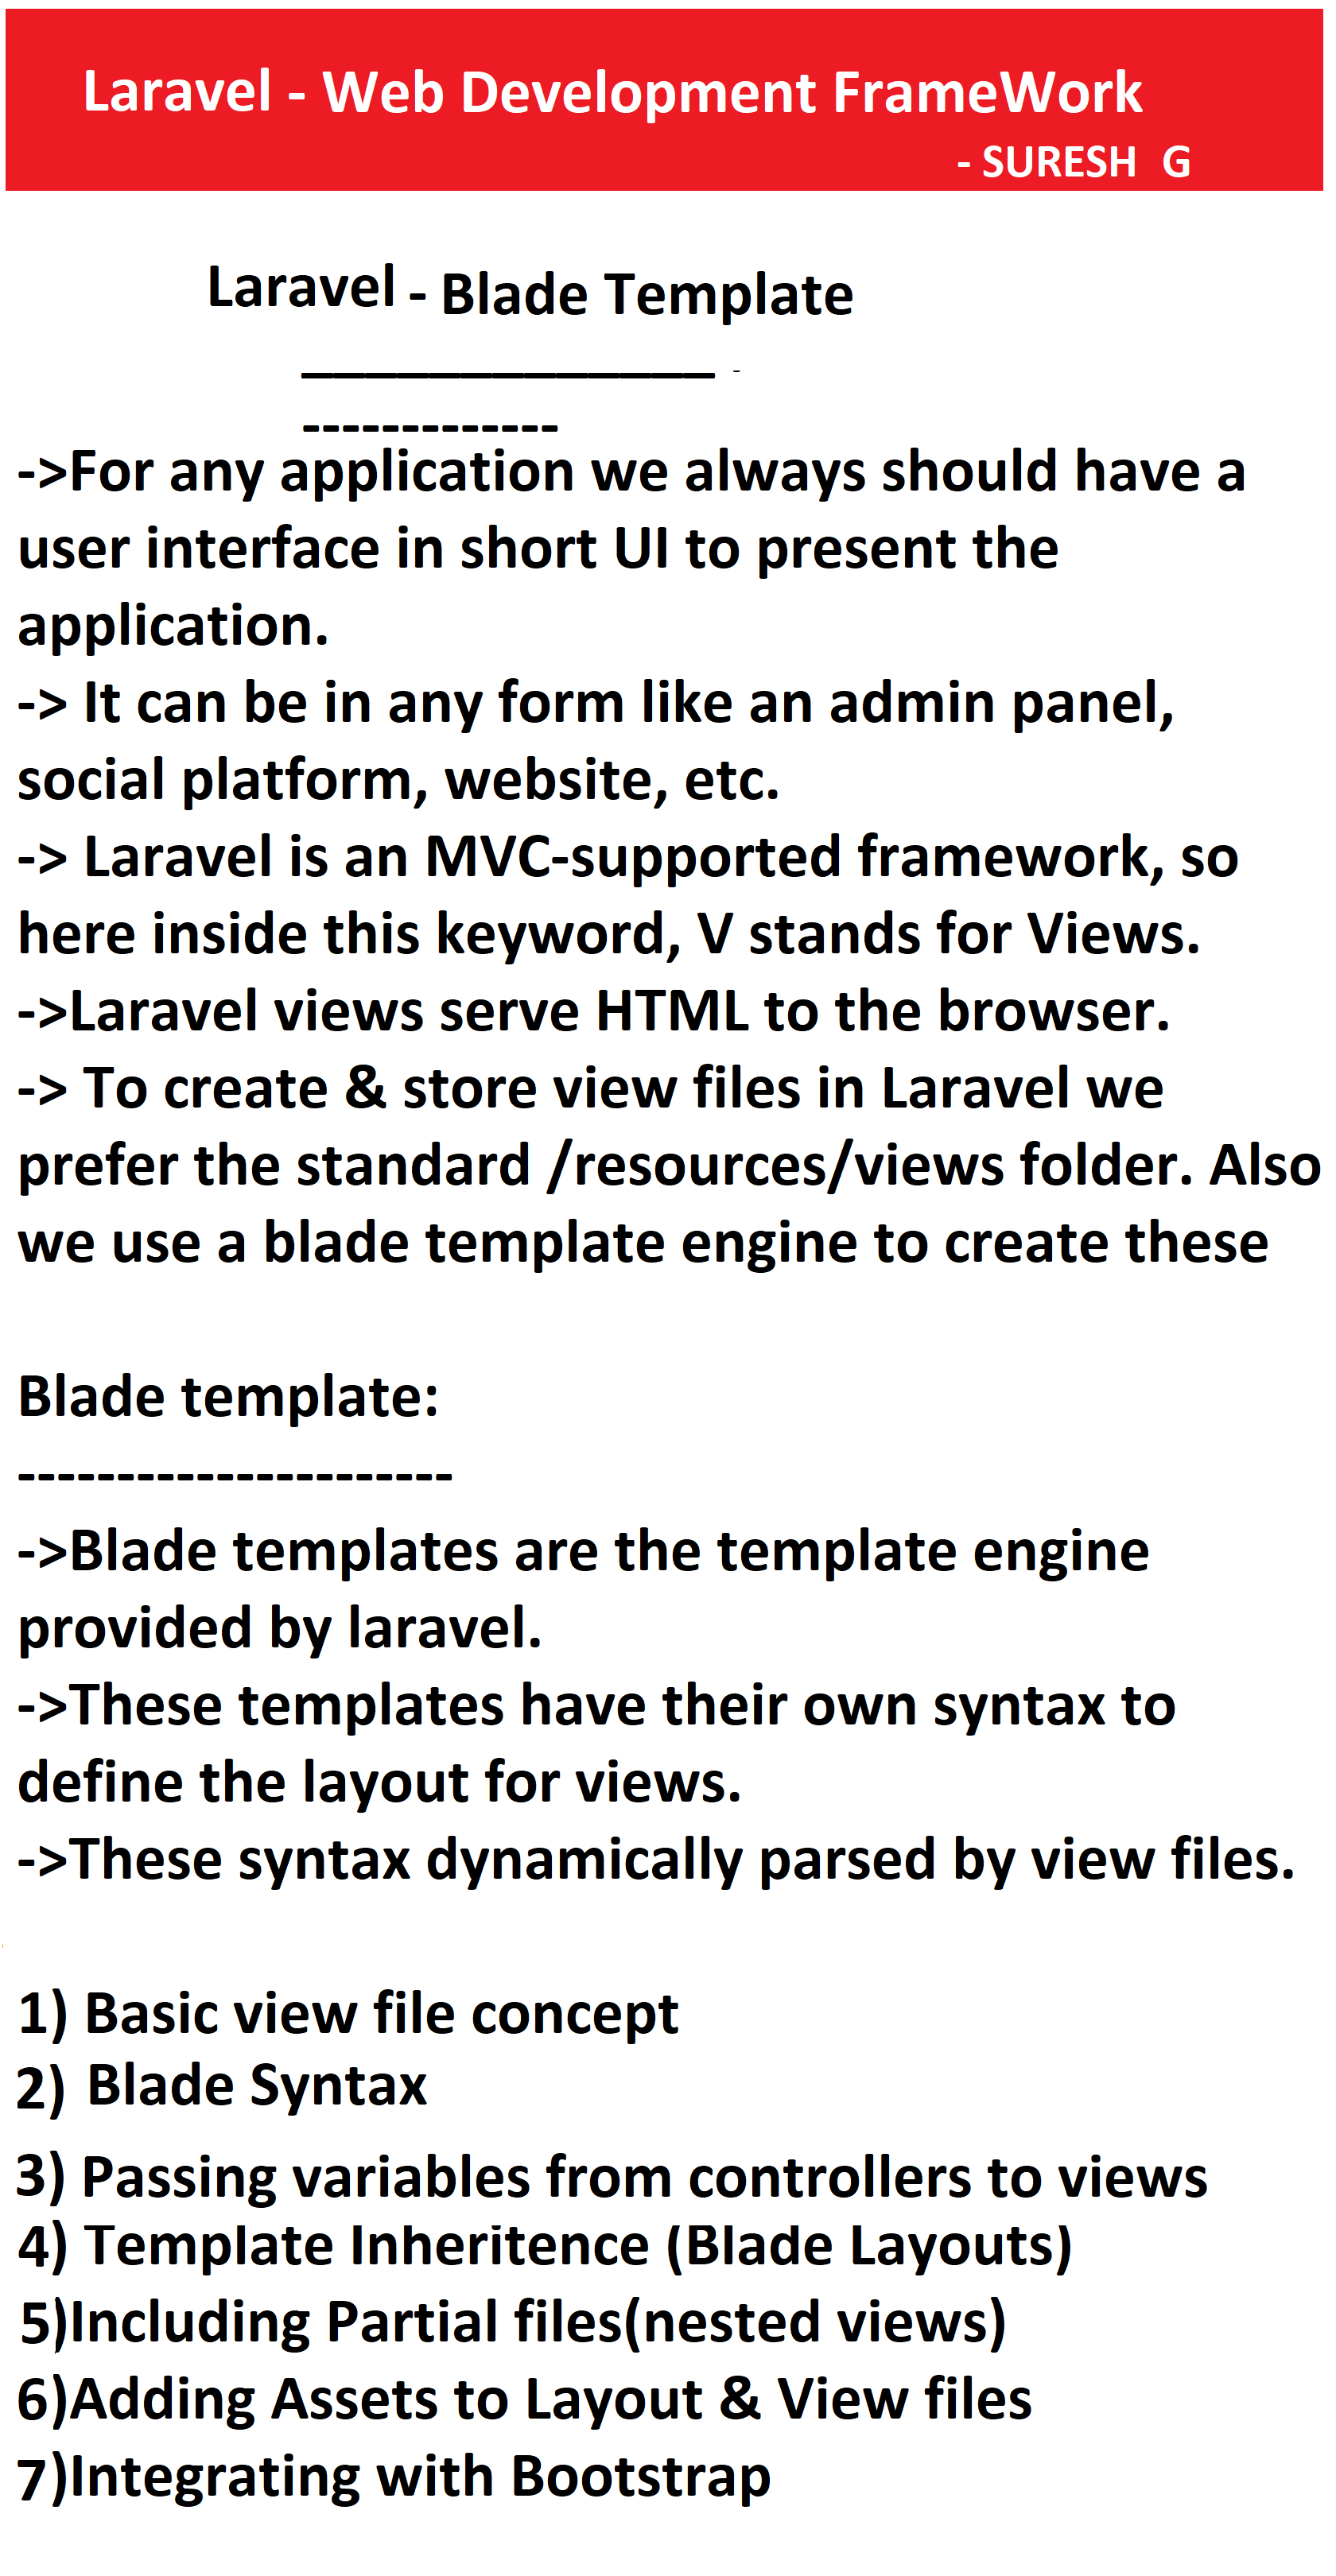 Laravel - Web Development FrameWork
- SURESH G
Laravel - Blade Template
_____________ -
-------------
->For any application we always should have a
user interface in short UI to present the
application.
-> It can be in any form like an admin panel,
social platform, website, etc.
-> Laravel is an MVC-supported framework, so
here inside this keyword, V stands for Views.
->Laravel views serve HTML to the browser.
-> To create & store view files in Laravel we
prefer the standard /resources/views folder. Also
we use a blade template engine to create these
Blade template:
----------------------
->Blade templates are the template engine
provided by laravel.
->These templates have their own syntax to
define the layout for views.
->These syntax dynamically parsed by view files.
1) Basic view file concept
2) Blade Syntax
3) Passing variables from controllers to views
4) Template Inheritence (Blade Layouts)
5)Including Partial files(nested views)
6)Adding Assets to Layout & View files
7)Integrating with Bootstrap